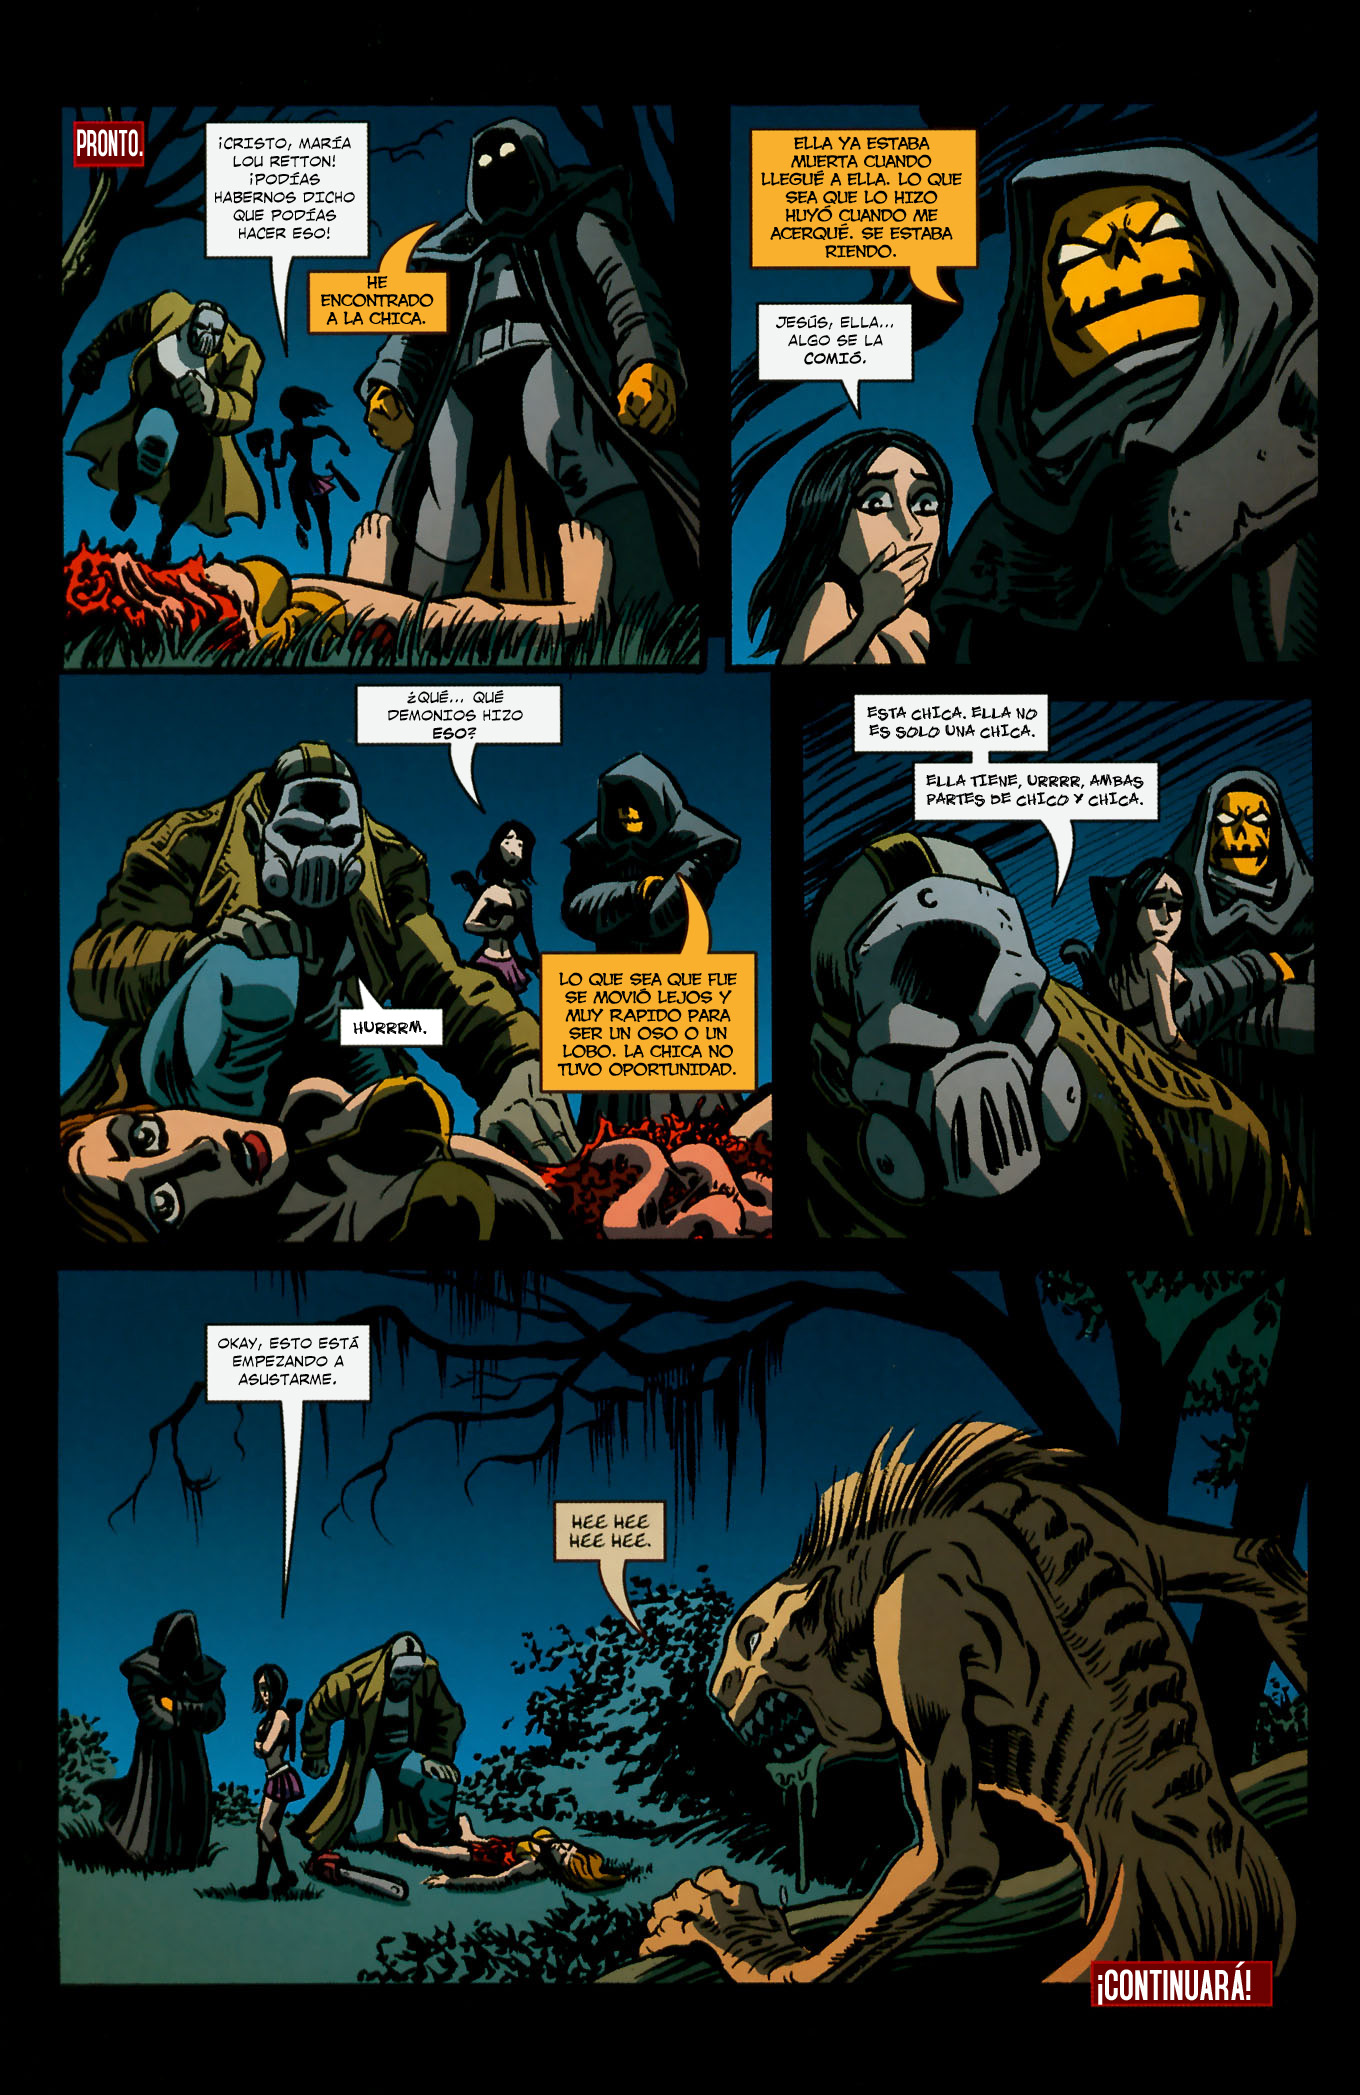 PRONTO.
¡CRISTO, MARÍA
LOU RETTON!
¡PODÍAS
HABERNOS DICHO
QUE PODÍAS
HACER ESO!
HE
ENCONTRADO
A LA CHICA.
ELLA YA ESTABA
MUERTA CUANDO
LLEGUÉ A ELLA. LO QUE
SEA QUE LO HIZO
HUYÓ CUANDO ME
ACERQUÉ. SE ESTABA
RIENDO.
JESÚS, ELLA...
ALGO SE LA
COMIÓ.
¿QUÉ... QUÉ
DEMONIOS HIZO
ESO?
HURRRM.
LO QUE SEA QUE FUE
SE MOVIÓ LEJOS Y
MUY RAPIDO PARA
SER UN OSO O UN
LOBO. LA CHICA NO
TUVO OPORTUNIDAD.
ESTA CHICA. ELLA NO
ES SOLO UNA CHICA.
ELLA TIENE, URRRR, AMBAS
PARTES DE CHICO Y CHICA.
OKAY, ESTO ESTÁ
EMPEZANDO A
ASUSTARME.
HEE HEE
HEE HEE.
¡CONTINUARÁ!